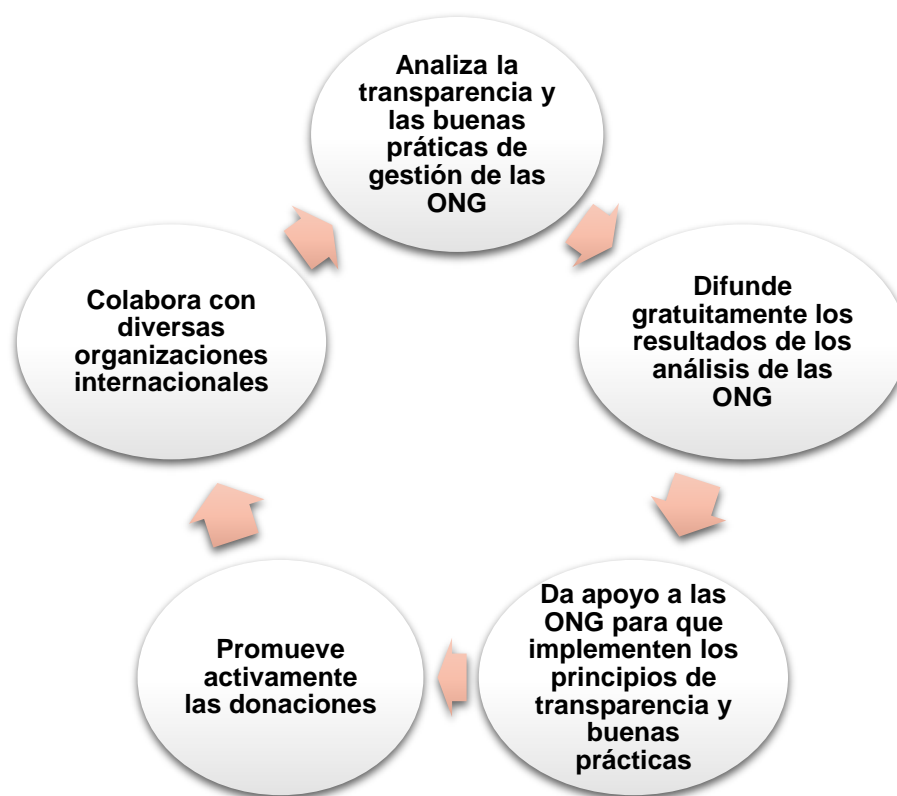 Analiza la
transparencia y
las buenas
práticas de
gestión de las
ONG
Difunde
gratuitamente los
resultados de los
análisis de las
ONG
Da apoyo a las
ONG para que
implementen los
principios de
transparencia y
buenas
prácticas
Promueve
activamente
las donaciones
Colabora con
diversas
organizaciones
internacionales